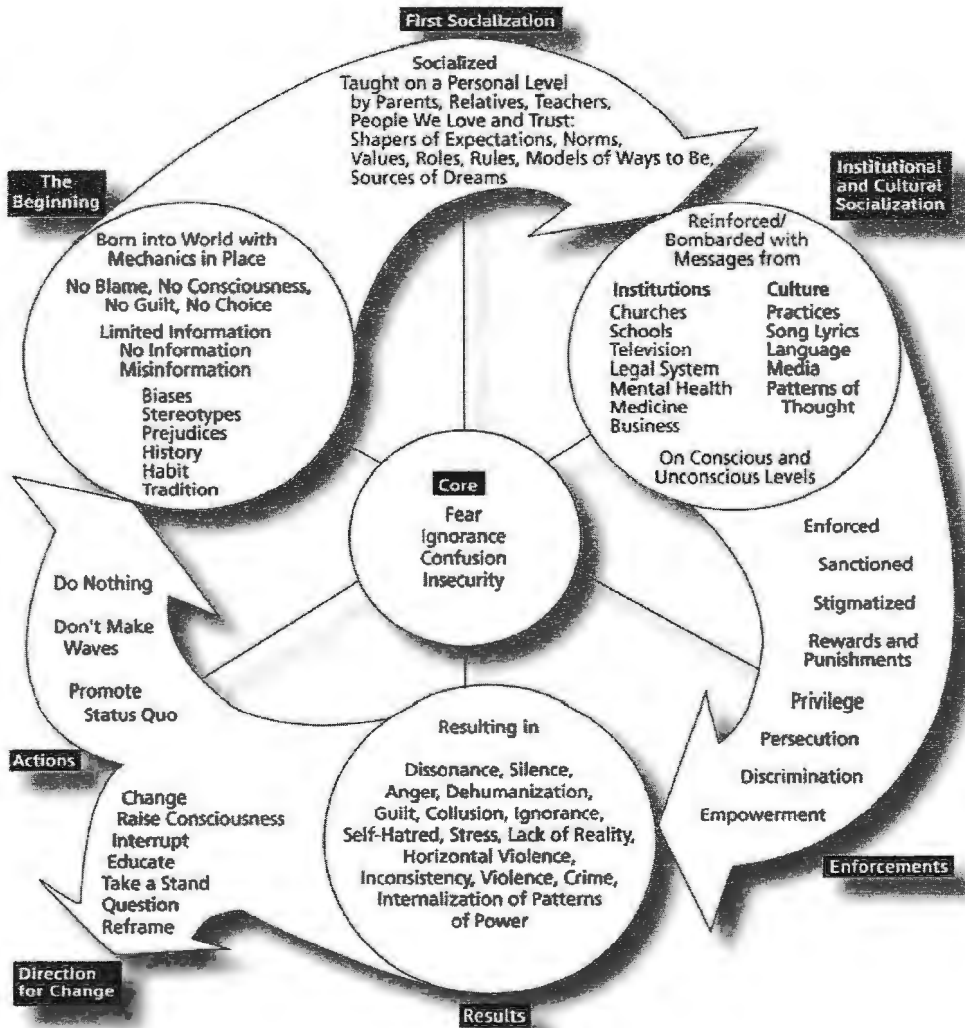 First Socialization
Socialized
Taught on a Personal Level
by Parents, Relatives, Teachers,
People We Love and Trust:
Shapers of Expectations, Norms,
Values, Roles, Rules, Models of Ways to Be,
Sources of Dreams
The
Beginning
Born into World with
Mechanics in Place
No Blame, No Consciousness,
No Guilt, No Choice
Limited Information
No Information
Misinformation
Biases
Stereotypes
Prejudices
History
Habit
Tradition
Institutional
and Cultural
Socialization
Reinforced/
Bombarded with
Messages from
Institutions
Churches
Schools
Television
Legal System
Mental Health
Medicine
Business
Culture
Practices
Song Lyrics
Language
Media
Patterns of
Thought
On Conscious and
Unconscious Levels
Core
Fear
Ignorance
Confusion
Insecurity
Enforced
Sanctioned
Stigmatized
Rewards and
Punishments
Privilege
Persecution
Discrimination
Empowerment
Enforcements
Resulting in
Dissonance, Silence,
Anger, Dehumanization,
Guilt, Collusion, Ignorance,
Self-Hatred, Stress, Lack of Reality,
Horizontal Violence,
Inconsistency, Violence, Crime,
Internalization of Patterns
of Power
Results
Do Nothing
Don't Make
Waves
Promote
Status Quo
Actions
Change
Raise Consciousness
Interrupt
Educate
Take a Stand
Question
Reframe
Direction
for Change